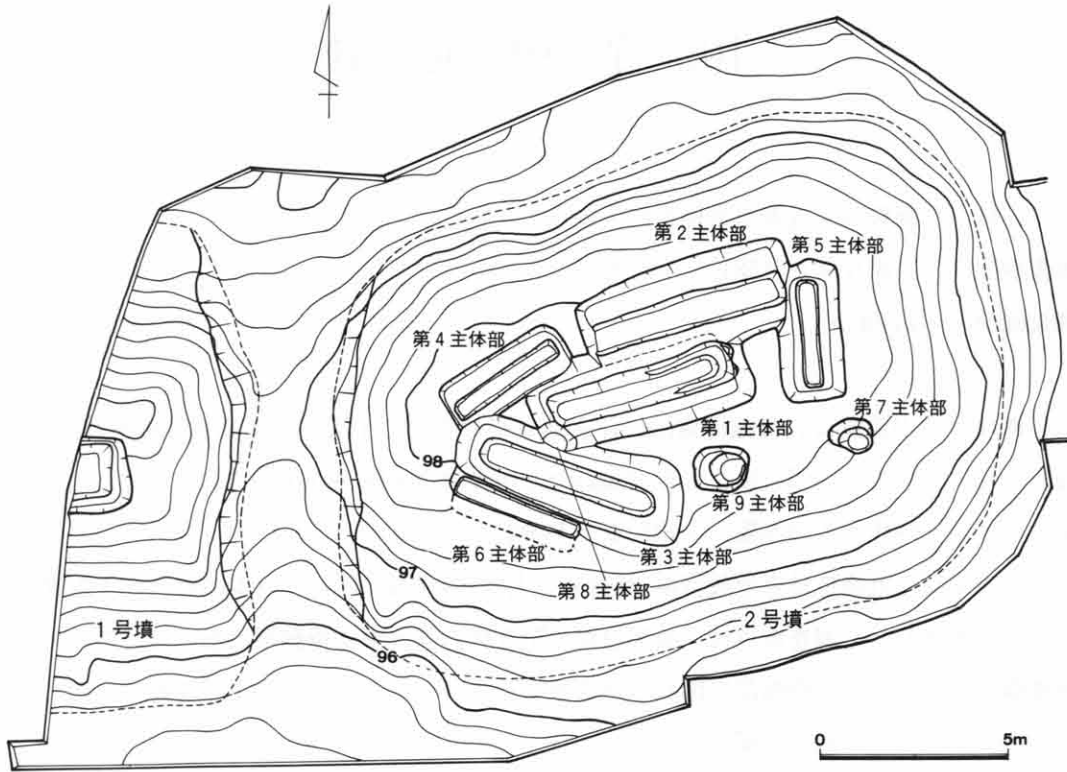 第2主体部
第5主体部
第4主体部
第7主体部
第1主体部
98
第9主体部
第6主体部
第3主体部
97
第8主体部
1号墳
2号墳
96
0 5m